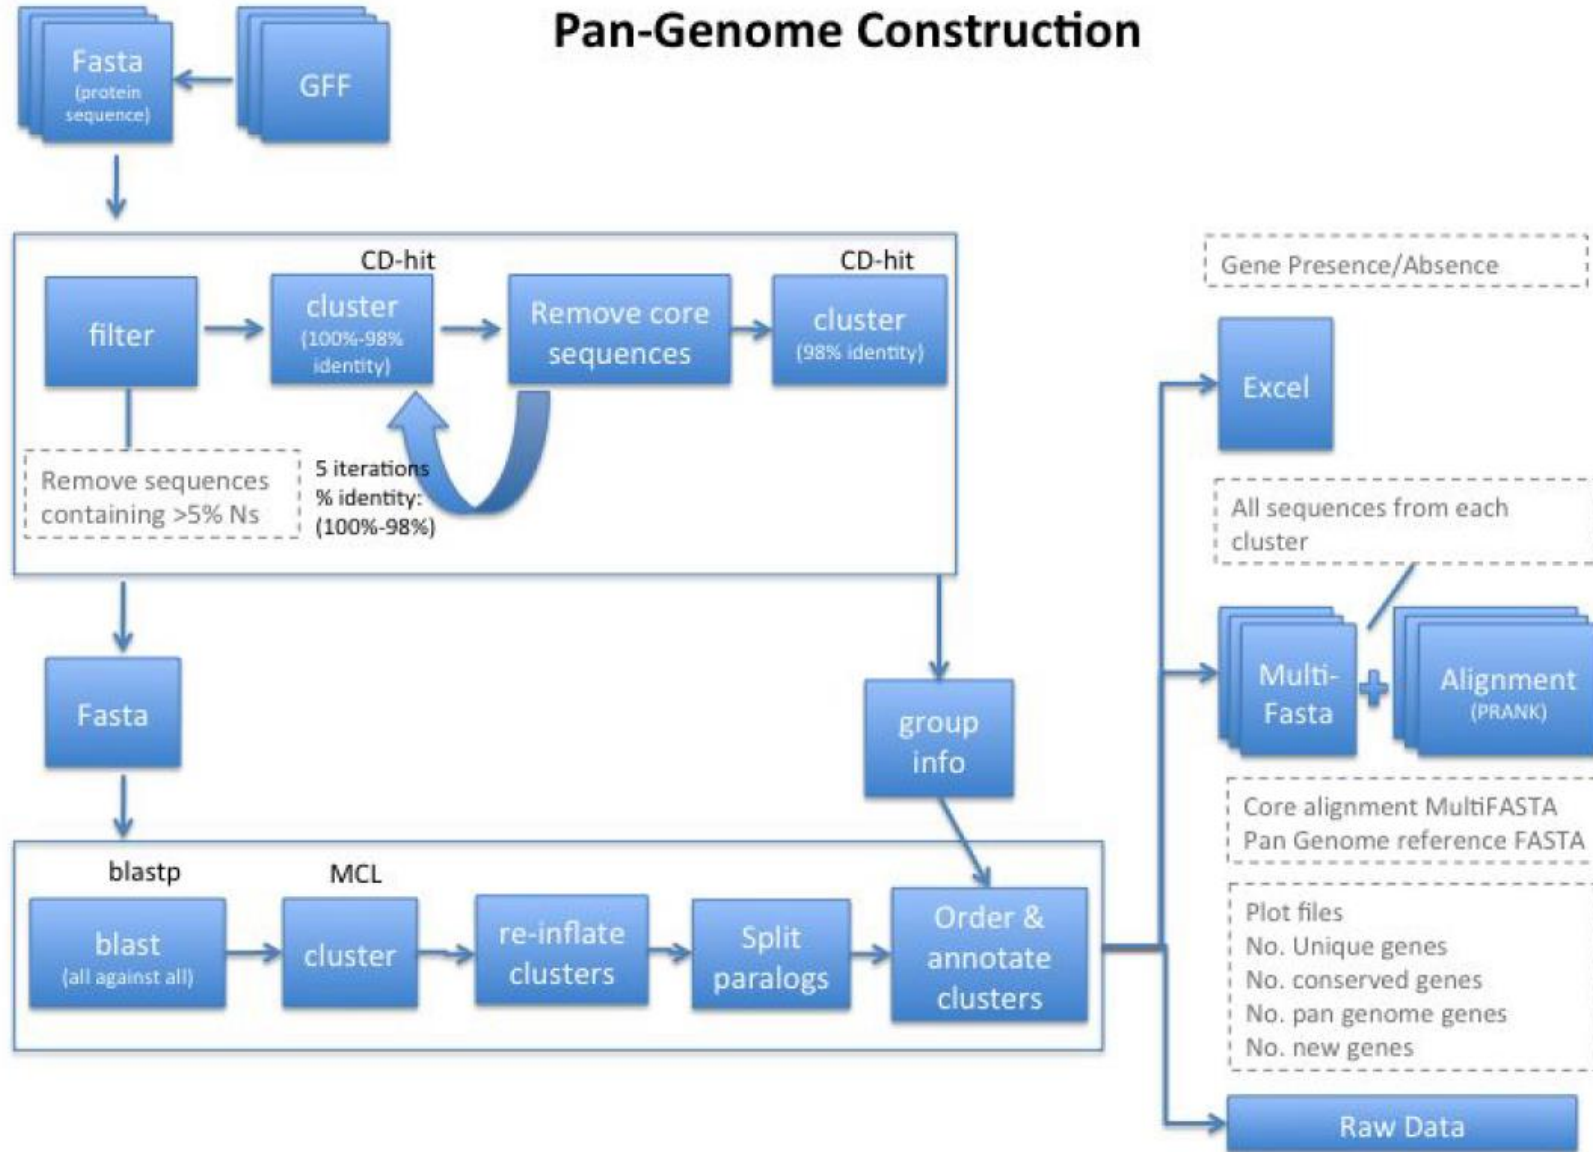 Pan-Genome Construction
Fasta
(protein
sequence)
GFF
CD-hit
CD-hit
filter
cluster
(100%-98%
identity)
Remove core
sequences
cluster
(98% identity)
Remove sequences
containing >5% Ns
5 iterations
% identity:
(100%-98%)
Fasta
group
info
blastp
MCL
blast
(all against all)
cluster
re-inflate
clusters
Split
paralogs
Order &
annotate
clusters
Gene Presence/Absence
Excel
All sequences from each
cluster
Multi-
Fasta
Alignment
(PRANK)
Core alignment MultiFASTA
Pan Genome reference FASTA
Plot files
No. Unique genes
No. conserved genes
No. pan genome genes
No. new genes
Raw Data